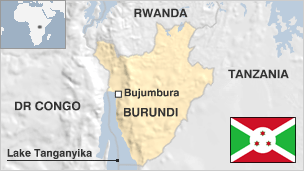 RWANDA
TANZANIA
Bujumbura
DR CONGO
BURUNDI
Lake Tanganyika